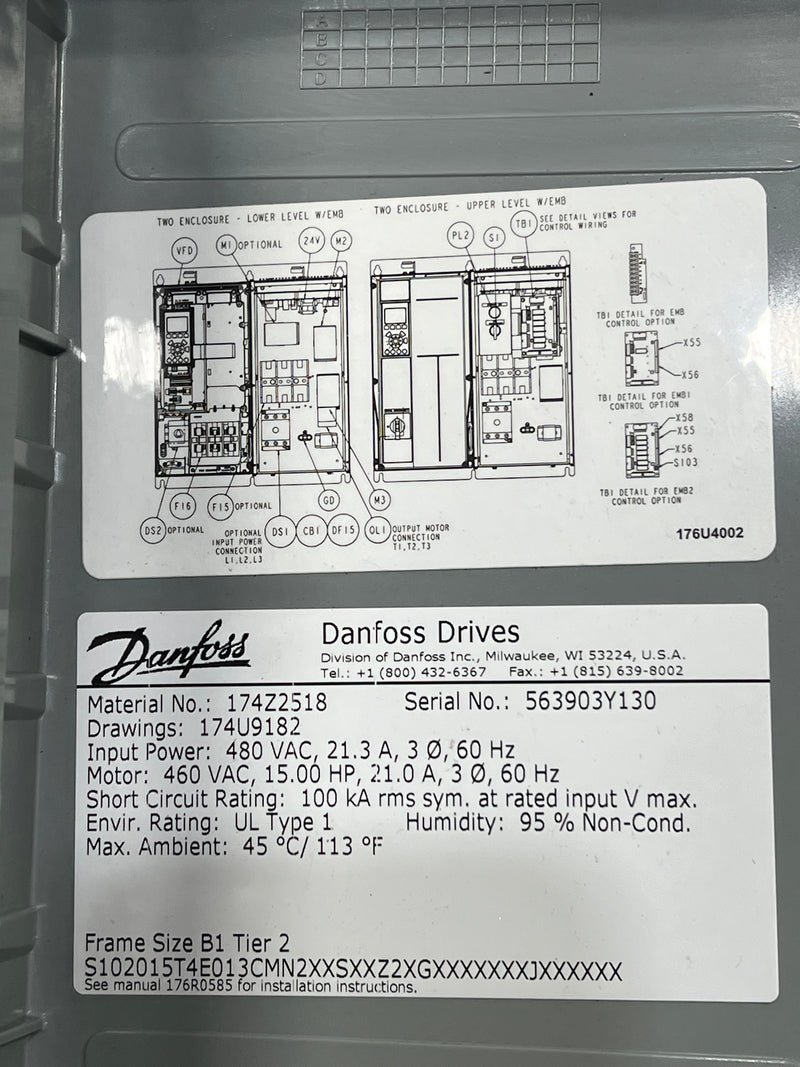 A
B
C
D
TWO ENCLOSURE - LOWER LEVEL W/EMB
TWO ENCLOSURE - UPPER LEVEL W/EMB
VFD
M1 OPTIONAL
24V
M2
PL2
S1
TB1
SEE DETAIL VIEWS FOR
CONTROL WIRING
TB1 DETAIL FOR EMB
CONTROL OPTION
X55
X56
TB1 DETAIL FOR EMB1
CONTROL OPTION
X58
X55
X56
S103
TB1 DETAIL FOR EMB2
CONTROL OPTION
DS2 OPTIONAL
F16
F15 OPTIONAL
OPTIONAL
INPUT POWER
CONNECTION
L1,L2,L3
DS1
CB1
GD
DF15
M3
OL1
OUTPUT MOTOR
CONNECTION
T1,T2,T3
176U4002
Danfoss
Danfoss Drives
Division of Danfoss Inc., Milwaukee, WI 53224, U.S.A.
Tel.: +1 (800) 432-6367 Fax.: +1 (815) 639-8002
Material No.: 174Z2518 Serial No.: 563903Y130
Drawings: 174U9182
Input Power: 480 VAC, 21.3 A, 3 Ø, 60 Hz
Motor: 460 VAC, 15.00 HP, 21.0 A, 3 Ø, 60 Hz
Short Circuit Rating: 100 kA rms sym. at rated input V max.
Envir. Rating: UL Type 1 Humidity: 95 % Non-Cond.
Max. Ambient: 45 ºC/ 113 ºF
Frame Size B1 Tier 2
S102015T4E013CMN2XXSXXZ2XGXXXXXXXJXXXXXX
See manual 176R0585 for installation instructions.